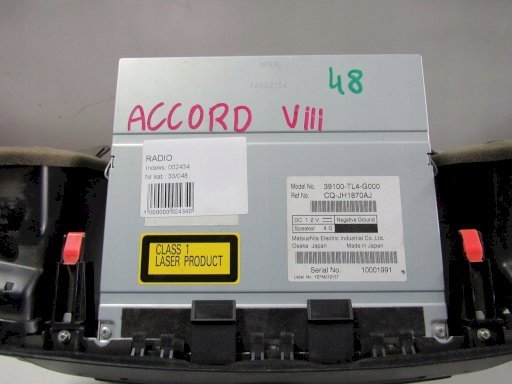 48
ACCORD Viii
RADIO
Indeks: 002434
Nr kat.: 33/048
Model No. 39100-TL4-G000
Ref No. CQ-JH1870AJ
DC 12V Negative Ground
Speaker 4Ω
Matsushita Electric Industrial Co.,Ltd.
Osaka Japan Made in Japan
Serial No. 10001991
CLASS 1
LASER PRODUCT